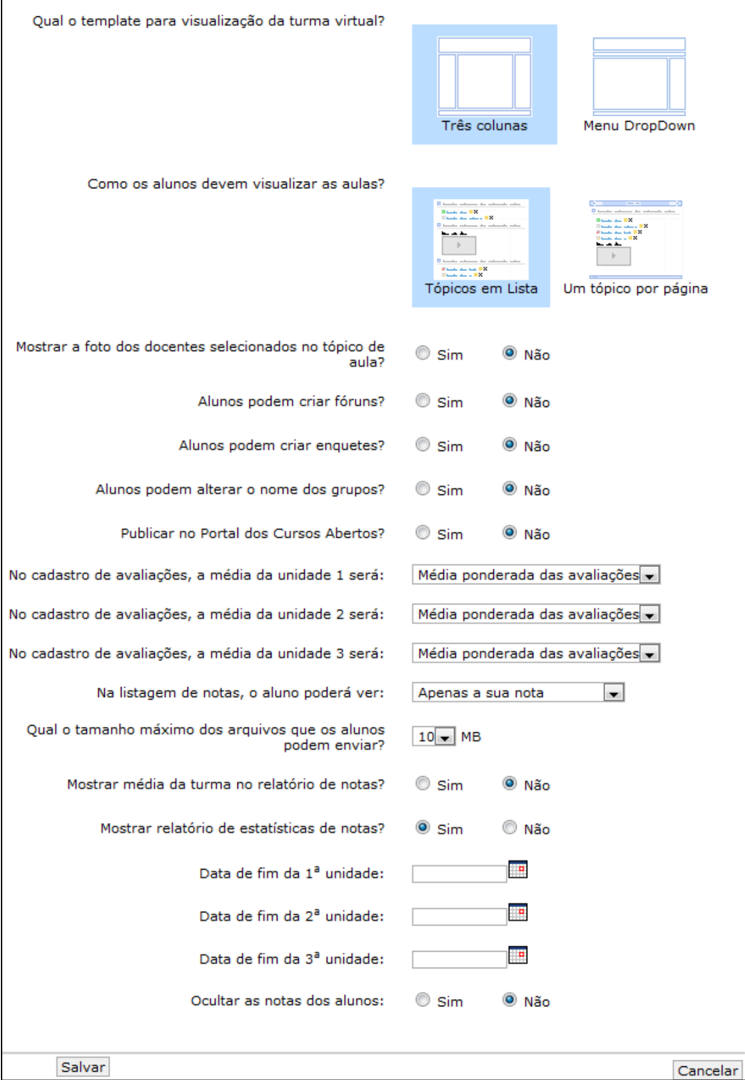 Qual o template para visualização da turma virtual?
Três colunas
Menu DropDown
Como os alunos devem visualizar as aulas?
Tópicos em Lista
Um tópico por página
Mostrar a foto dos docentes selecionados no tópico de
aula?
Sim
Não
Alunos podem criar fóruns?
Sim
Não
Alunos podem criar enquetes?
Sim
Não
Alunos podem alterar o nome dos grupos?
Sim
Não
Publicar no Portal dos Cursos Abertos?
Sim
Não
No cadastro de avaliações, a média da unidade 1 será:
Média ponderada das avaliações
No cadastro de avaliações, a média da unidade 2 será:
Média ponderada das avaliações
No cadastro de avaliações, a média da unidade 3 será:
Média ponderada das avaliações
Na listagem de notas, o aluno poderá ver:
Apenas a sua nota
Qual o tamanho máximo dos arquivos que os alunos
podem enviar?
10 MB
Mostrar média da turma no relatório de notas?
Sim
Não
Mostrar relatório de estatísticas de notas?
Sim
Não
Data de fim da 1ª unidade:
Data de fim da 2ª unidade:
Data de fim da 3ª unidade:
Ocultar as notas dos alunos:
Sim
Não
Salvar
Cancelar